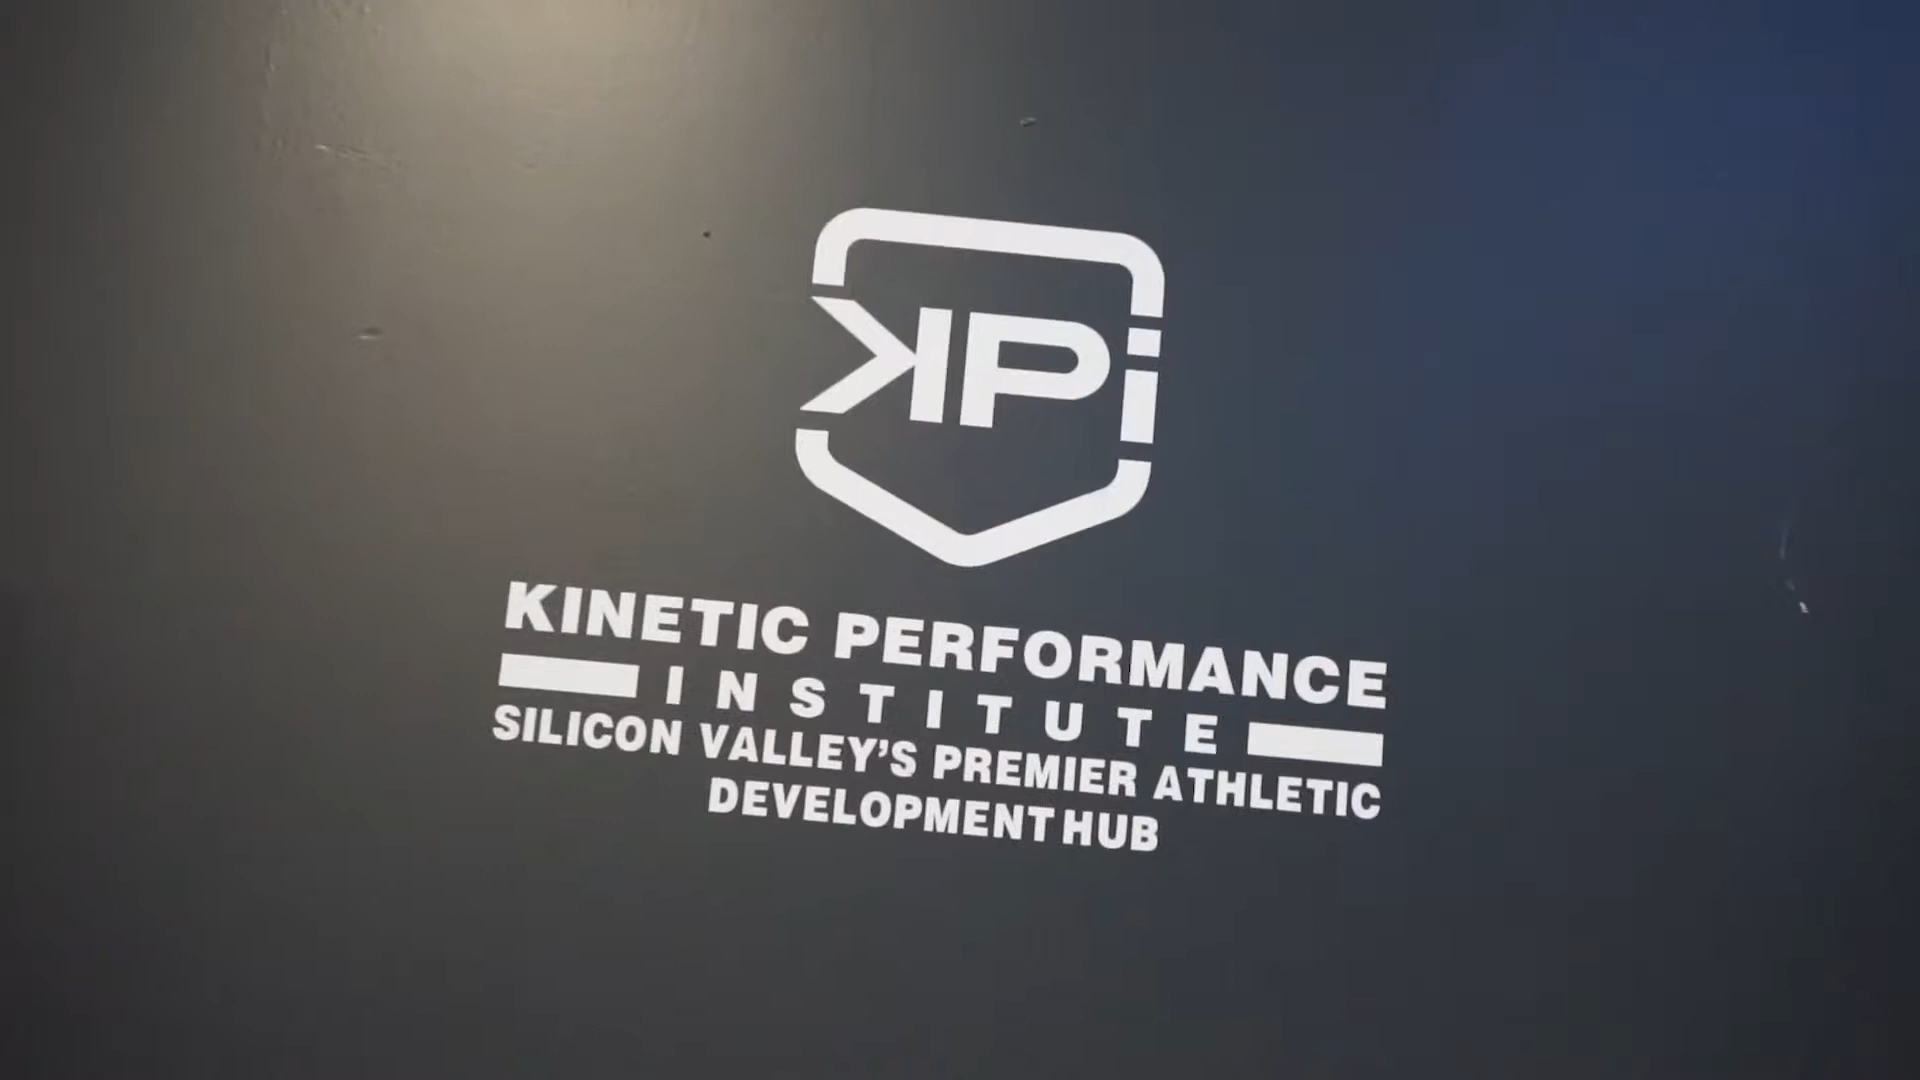 KPi
KINETIC PERFORMANCE
INSTITUTE
SILICON VALLEY'S PREMIER ATHLETIC
DEVELOPMENT HUB